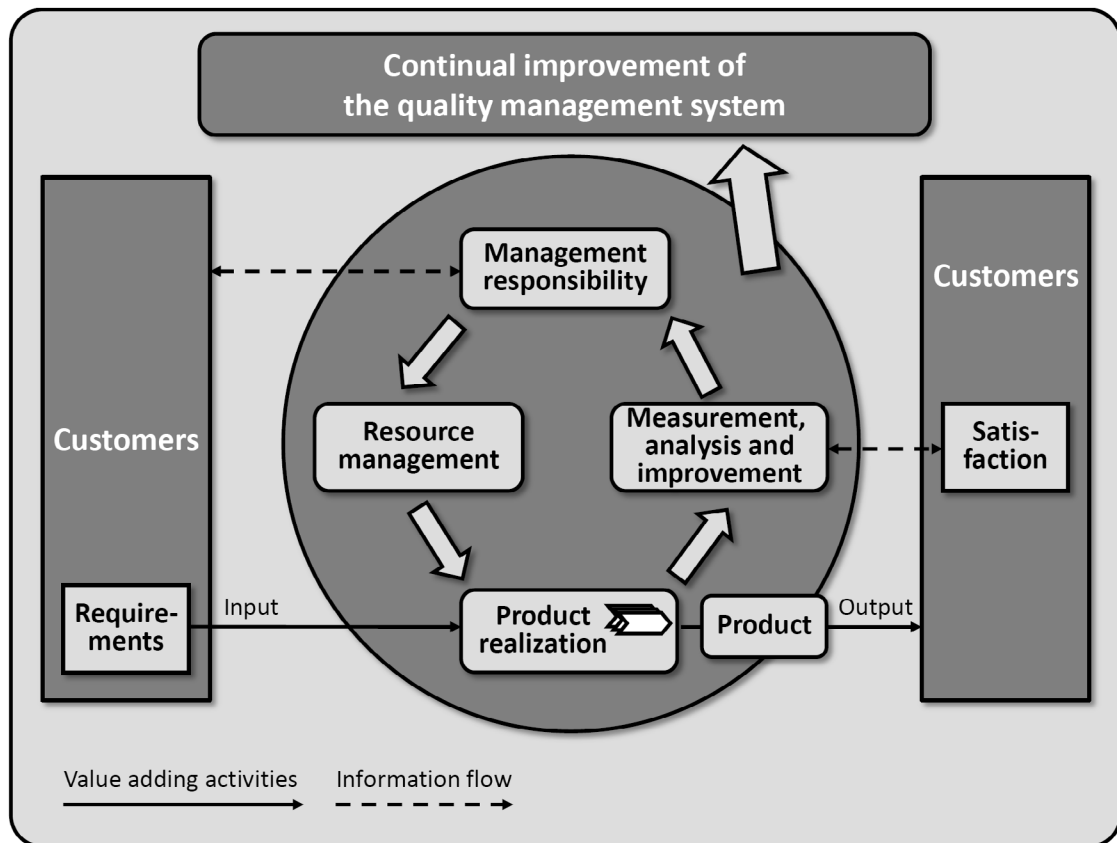 Continual improvement of
the quality management system
Management
responsibility
Customers
Customers
Resource
management
Measurement,
analysis and
improvement
Satis-
faction
Require-
ments
Input
Product
realization
Product
Output
Value adding activities
Information flow